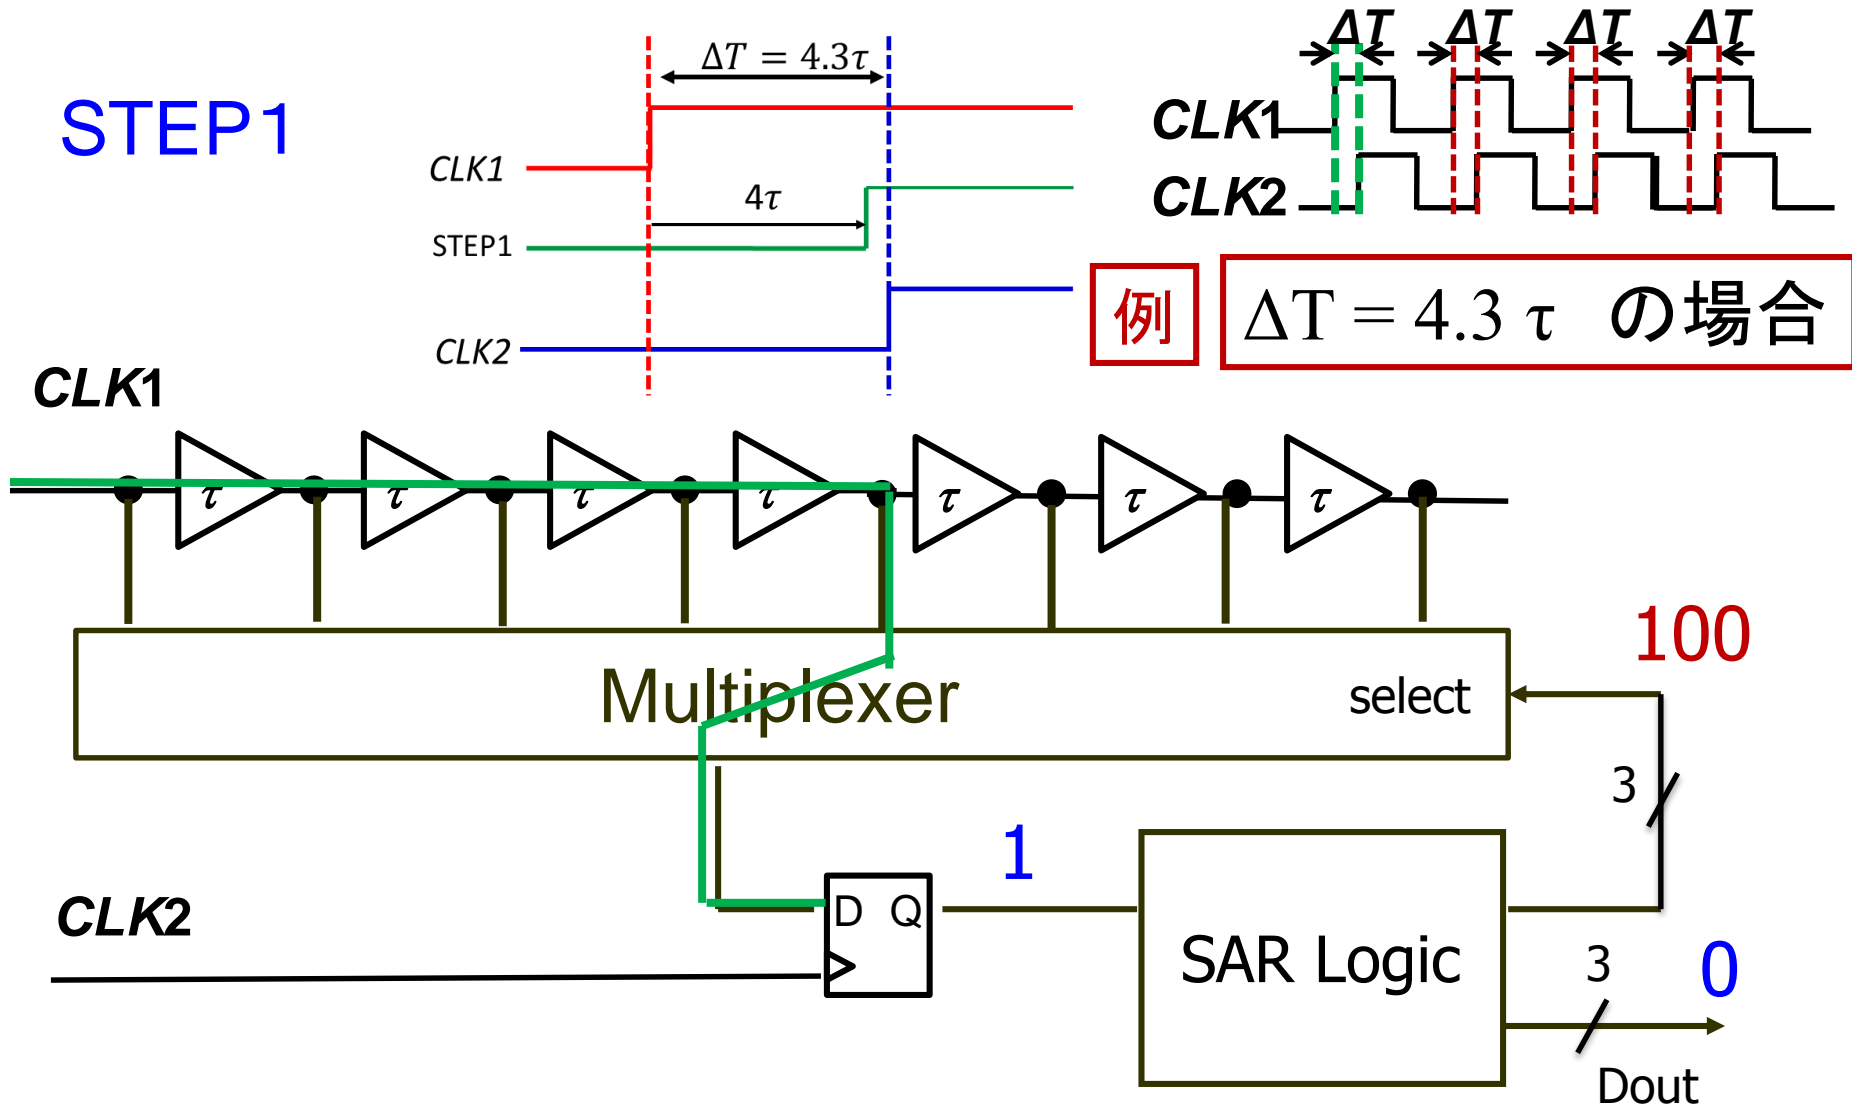 STEP1
ΔT = 4.3τ
CLK1
4τ
STEP1
CLK2
ΔT ΔT ΔT ΔT
CLK1
CLK2
例
ΔT = 4.3 τ の場合
CLK1
τ τ τ τ τ τ τ
Multiplexer
select
100
3
1
D Q
CLK2
SAR Logic
3
0
Dout